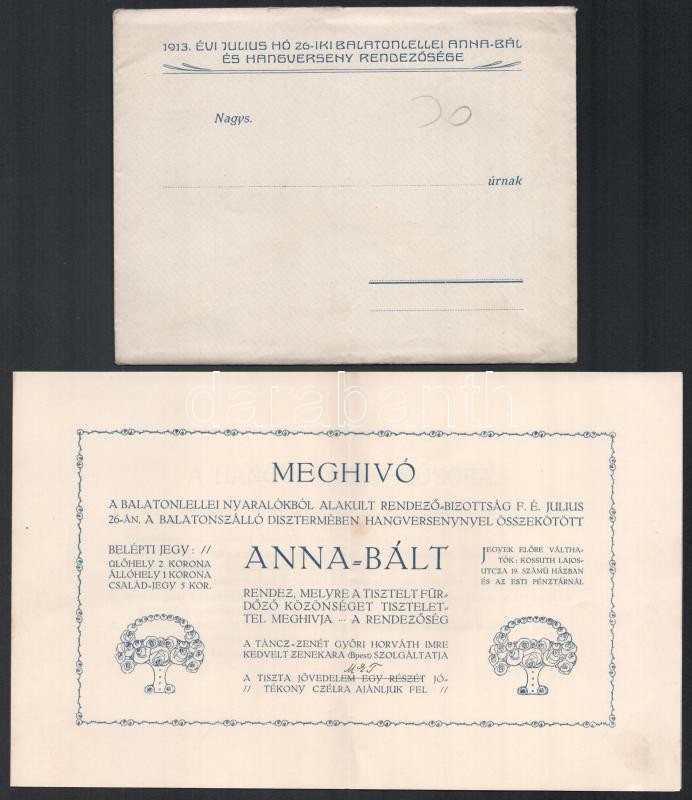 1913. ÉVI JULIUS HÓ 26-IKI BALATONLELLEI ANNA-BÁL
ÉS HANGVERSENY RENDEZŐSÉGE
Nagys.
úrnak
darabanth
MEGHIVÓ
A BALATONLELLEI NYARALÓKBÓL ALAKULT RENDEZŐ-BIZOTTSÁG F. É. JULIUS
26-ÁN, A BALATONSZÁLLÓ DISZTERMÉBEN HANGVERSENYNYEL ÖSSZEKÖTÖTT
BELÉPTI JEGY: //
ÜLŐHELY 2 KORONA
ÁLLÓHELY 1 KORONA
CSALÁD-JEGY 5 KOR.
ANNA-BÁLT
JEGYEK ELŐRE VÁLTHA-
TÓK: KOSSUTH LAJOS-
UTCZA 19. SZÁMÚ HÁZBAN
ÉS AZ ESTI PÉNZTÁRNÁL
RENDEZ, MELYRE A TISZTELT FÜR-
DŐZŐ KÖZÖNSÉGET TISZTELET-
TEL MEGHIVJA ··· A RENDEZŐSÉG
A TÁNCZ-ZENÉT GYŐRI HORVÁTH IMRE
KEDVELT ZENEKARA (Bpest) SZOLGÁLTATJA
A TISZTA JÖVEDELEM EGY RÉSZÉT JÓ-
// TÉKONY CZÉLRA AJÁNLJUK FEL ·· //